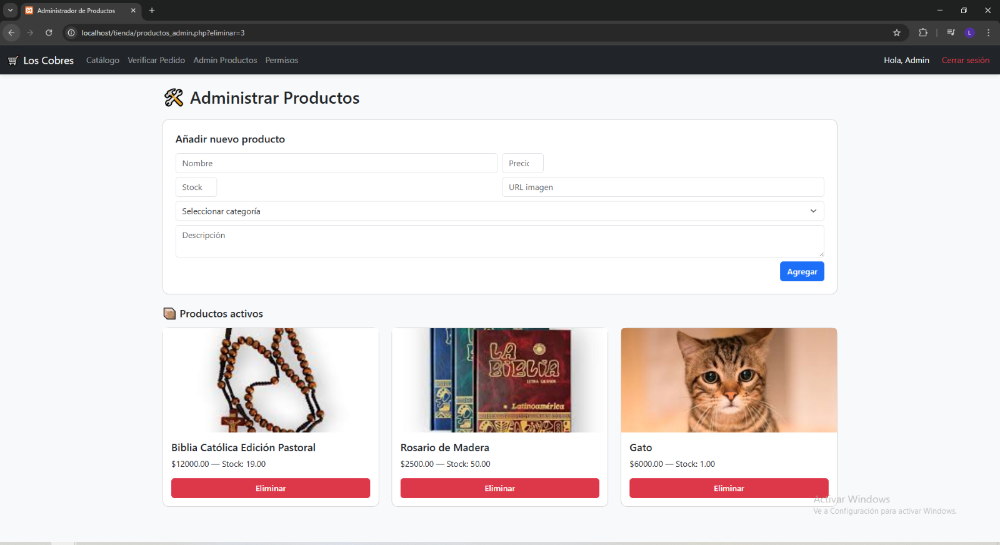 Administrador de Productos
localhost/tienda/productos_admin.php?eliminar=3
L
Los Cobres Catálogo Verificar Pedido Admin Productos Permisos Hola, Admin Cerrar sesión
Administrar Productos
Añadir nuevo producto
Nombre Precio
Stock URL imagen
Seleccionar categoría
Descripción
Agregar
Productos activos
LA
BIBLIA
LETRA GRANDE
Latinoamérica
Biblia Católica Edición Pastoral
$12000.00 — Stock: 19.00
Eliminar
Rosario de Madera
$2500.00 — Stock: 50.00
Eliminar
Gato
$6000.00 — Stock: 1.00
Eliminar
Activar Windows
Ve a Configuración para activar Windows.